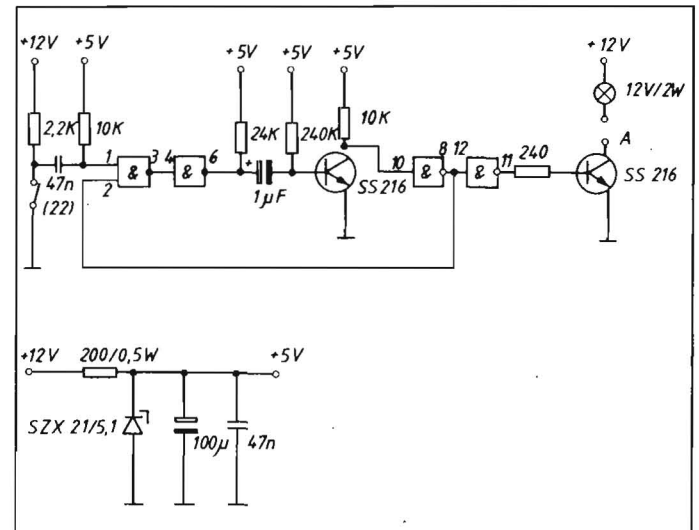 +12V +5V +5V +5V +5V +12V
2,2K 10K 24K 240K 10K 12V/2W
47n 1 2 & 3 4 & 6 + 1µF SS 216 10 & 8 12 & 11 240 A SS 216
(22)
+12V 200/0,5W +5V
SZX 21/5,1 100µ 47n